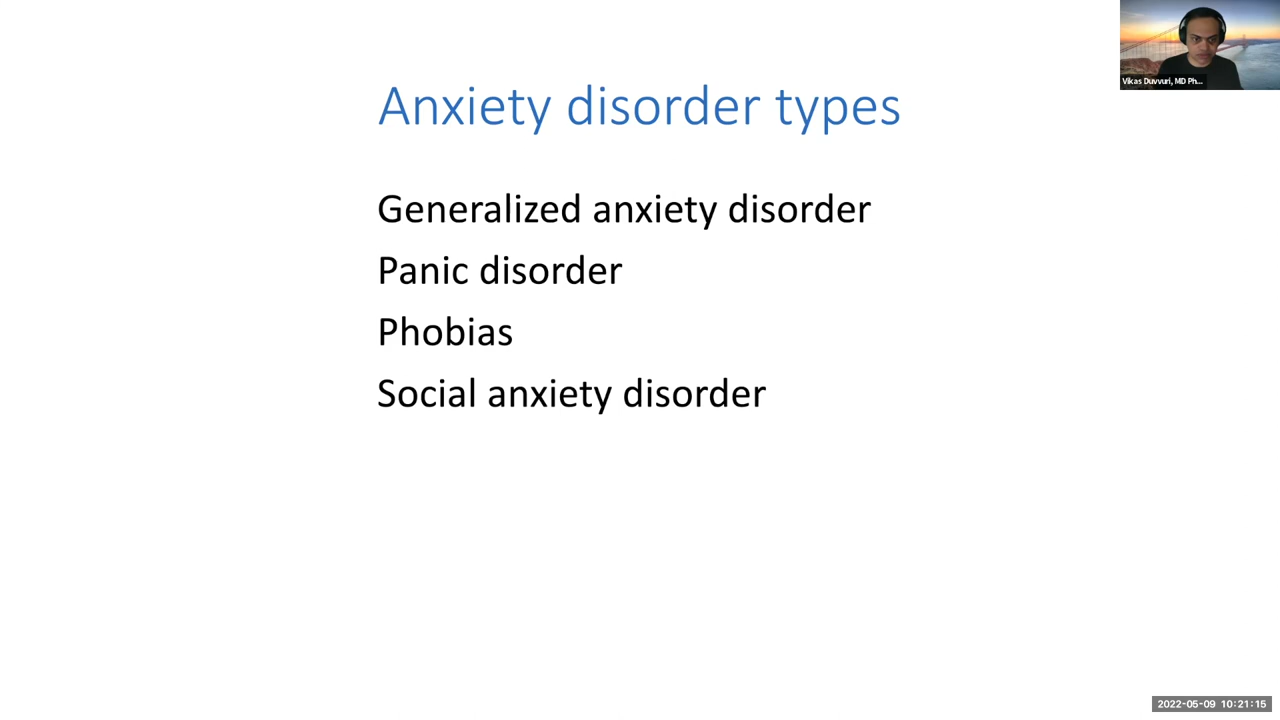 Vikas Duvvuri, MD Ph...
Anxiety disorder types
Generalized anxiety disorder
Panic disorder
Phobias
Social anxiety disorder
2022-05-09 10:21:15